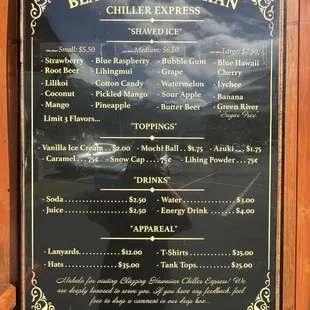 CHILLER EXPRESS
"SHAVED ICE"
Small: $5.50 Medium: $6.50 Large: $7.50
- Strawberry - Blue Raspberry - Bubble Gum - Blue Hawaii
- Root Beer - Lihingmui - Grape - Cherry
- Lilikoi - Cotton Candy - Watermelon - Lychee
- Coconut - Pickled Mango - Sour Apple - Banana
- Mango - Pineapple - Butter Beer - Green River
Sugar Free
Limit 3 Flavors...
"TOPPINGS"
- Vanilla Ice Cream . . $2.00 - Mochi Ball . . $1.75 - Azuki . . . $1.75
- Caramel . . . . 75¢ - Snow Cap . . . 75¢ - Lihing Powder . . . 75¢
"DRINKS"
- Soda $2.50 - Water $3.00
- Juice $2.50 - Energy Drink $4.00
"APPAREAL"
- Lanyards $12.00 - T-Shirts $25.00
- Hats $35.00 - Tank Tops $25.00
Mahalo for visiting Blazzing Hawaiian Chiller Express! We
are deeply honored to serve you. If you have any feedback, feel
free to drop a comment in our drop box...